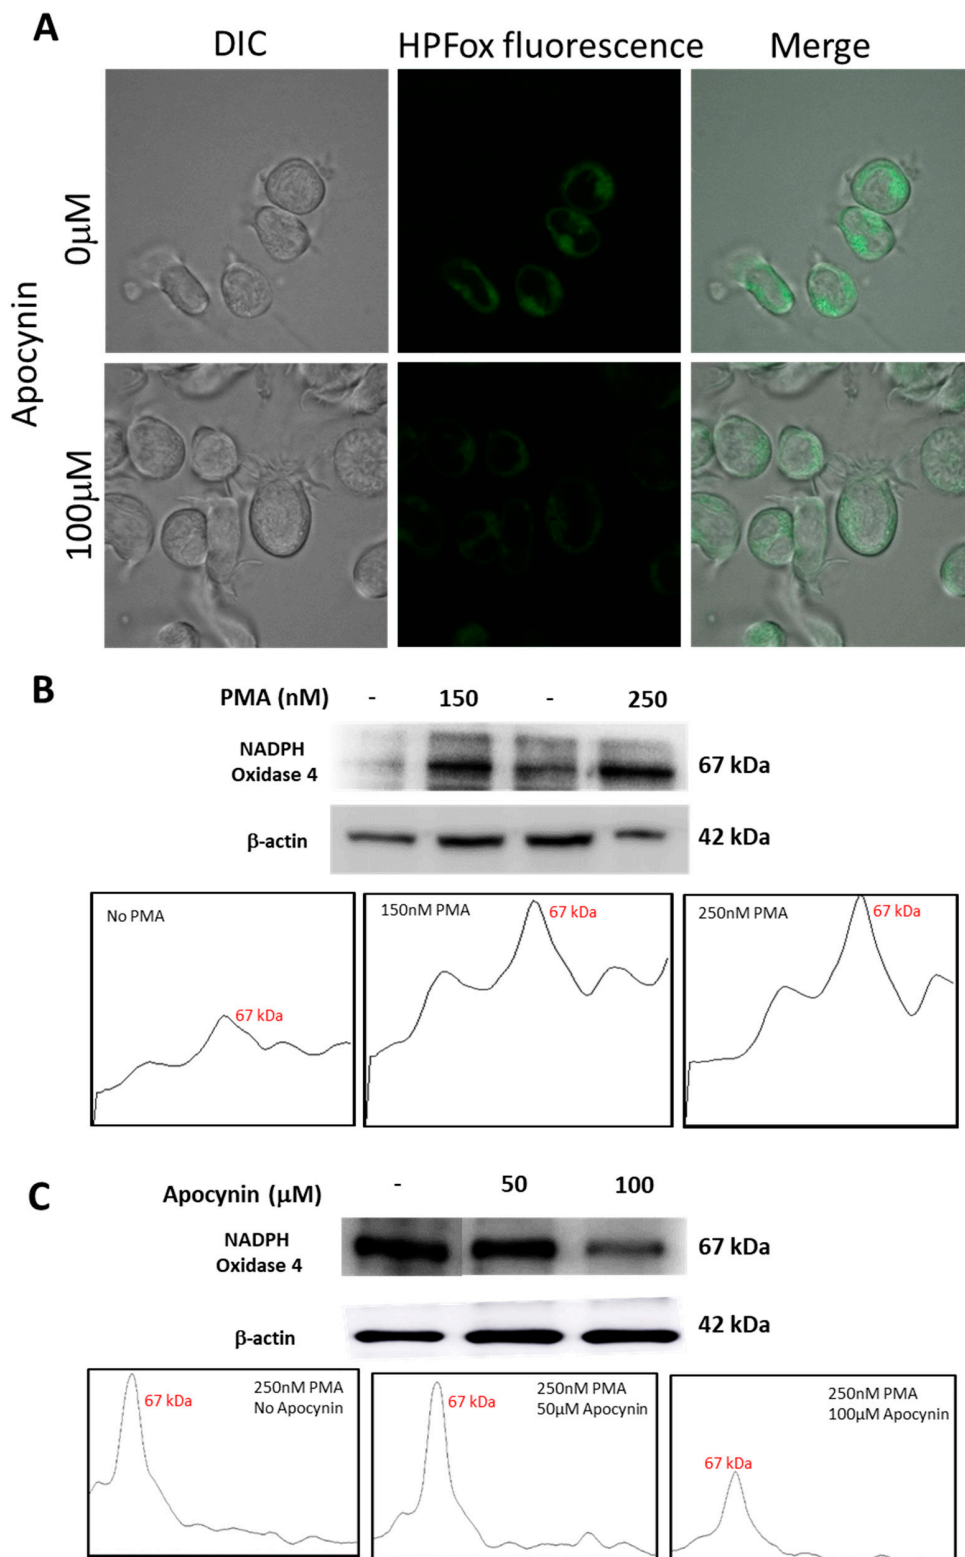 A
DIC
HPFox fluorescence
Merge
Apocynin
0μM
100μM
B
PMA (nM)
-
150
-
250
NADPH
Oxidase 4
67 kDa
β-actin
42 kDa
No PMA
67 kDa
150nM PMA
67 kDa
250nM PMA
67 kDa
C
Apocynin (μM)
-
50
100
NADPH
Oxidase 4
67 kDa
β-actin
42 kDa
67 kDa
250nM PMA
No Apocynin
67 kDa
250nM PMA
50μM Apocynin
67 kDa
250nM PMA
100μM Apocynin